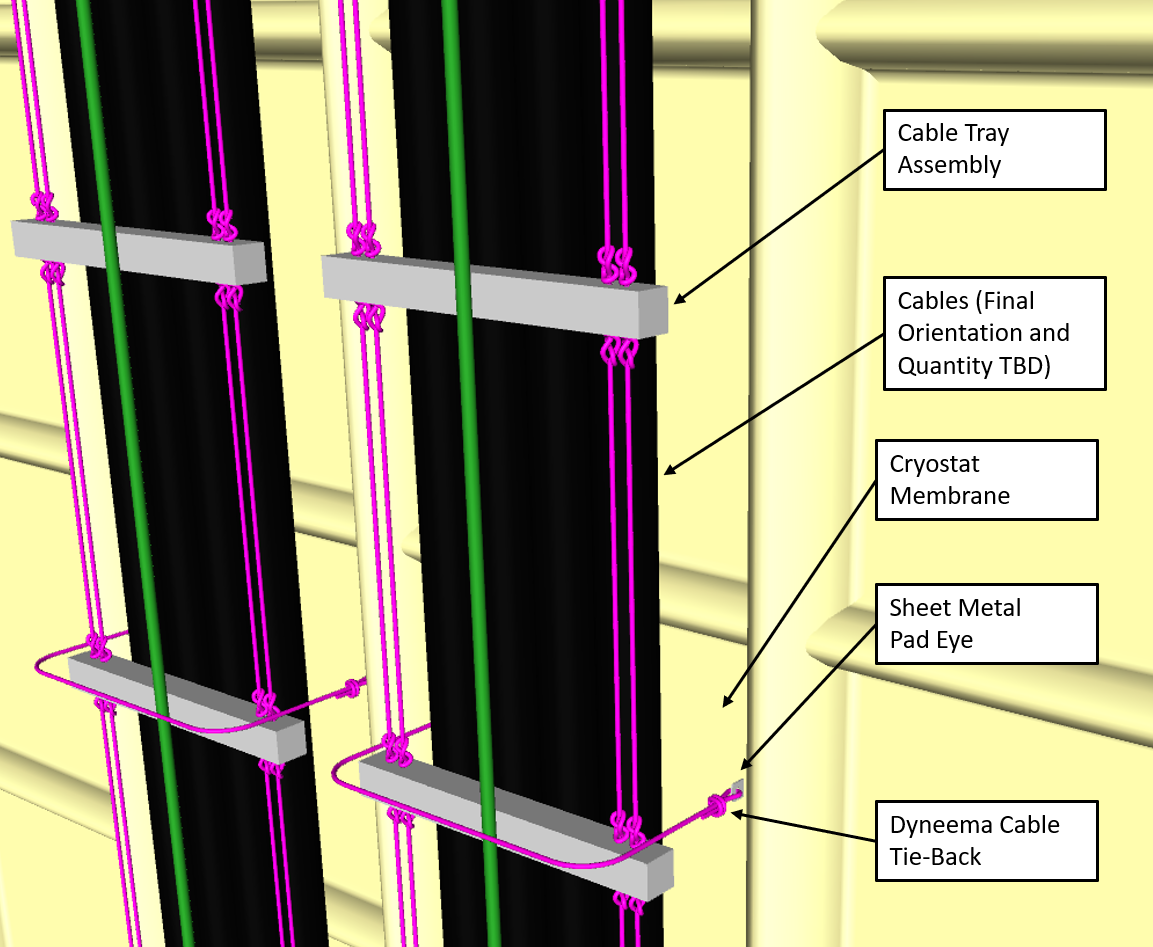 Cable Tray
Assembly
Cables (Final
Orientation and
Quantity TBD)
Cryostat
Membrane
Sheet Metal
Pad Eye
Dyneema Cable
Tie-Back